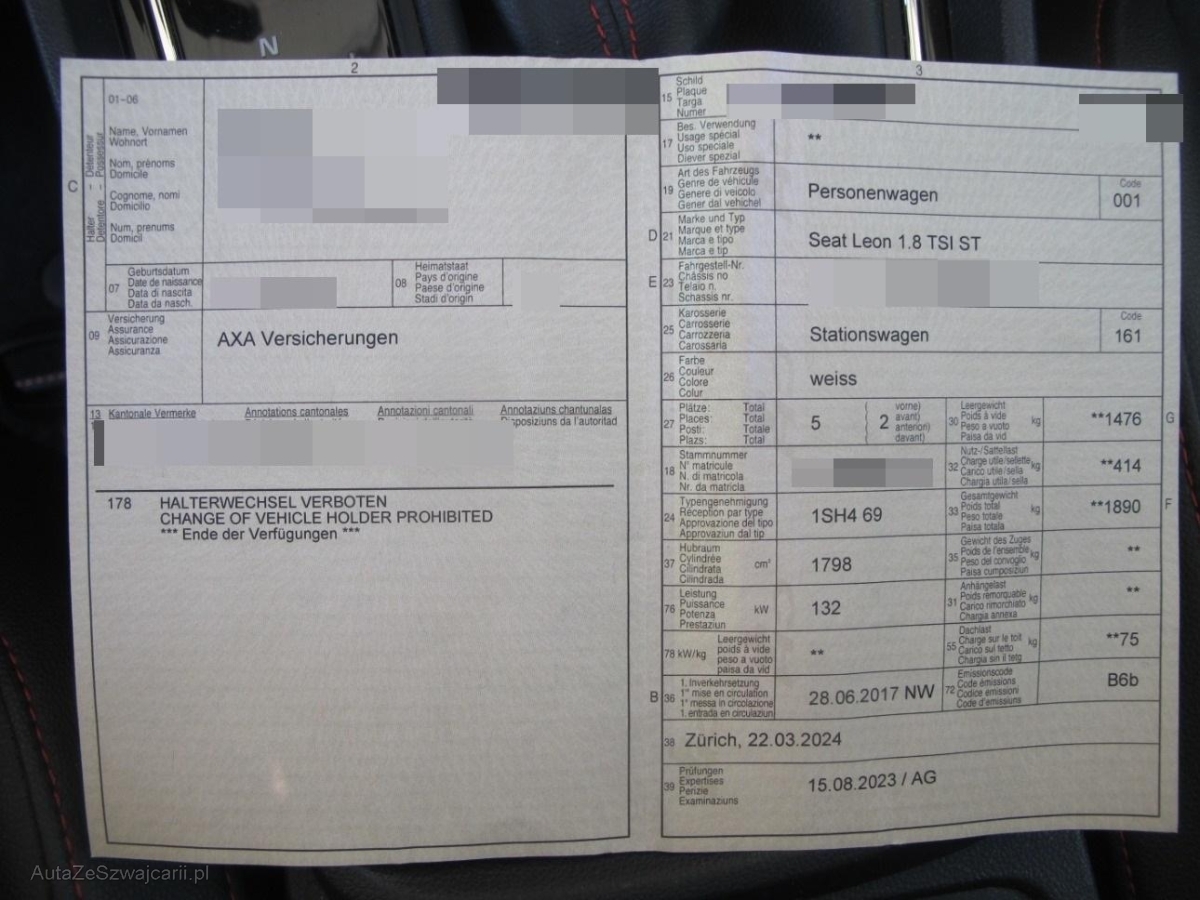 N
2
01-06
Halter - Détenteur
Detentore - Possessur
C
Name, Vornamen
Wohnort
Nom, prénoms
Domicile
Cognome, nomi
Domicilio
Num, prenums
Domicil
07
Geburtsdatum
Date de naissance
Data di nascita
Data da nasch.
08
Heimatstaat
Pays d'origine
Paese d'origine
Stadi d'origin
09
Versicherung
Assurance
Assicurazione
Assicuranza
AXA Versicherungen
13 Kantonale Vermerke
Annotations cantonales
Annotazioni cantonali
Annotaziuns chantunalas
Disposiziuns da l'autoritad
178 HALTERWECHSEL VERBOTEN
CHANGE OF VEHICLE HOLDER PROHIBITED
*** Ende der Verfügungen ***
3
15
Schild
Plaque
Targa
Numer
17
Bes. Verwendung
Usage spécial
Uso speciale
Diever spezial
**
19
Art des Fahrzeugs
Genre de véhicule
Genere di veicolo
Gener dal vehichel
Personenwagen
Code
001
D 21
Marke und Typ
Marque et type
Marca e tipo
Marca e tip
Seat Leon 1.8 TSI ST
E 23
Fahrgestell-Nr.
Châssis no
Telaio n.
Schassis nr.
25
Karosserie
Carrosserie
Carrozzeria
Carossaria
Stationswagen
Code
161
26
Farbe
Couleur
Colore
Colur
weiss
27
Plätze: Total
Places: Total
Posti: Totale
Plazs: Total
5
2
vorne)
avant)
anteriori)
davant)
30
Leergewicht
Poids à vide
Peso a vuoto
Paisa da vid
kg
**1476
G
18
Stammnummer
N° matricule
N. di matricola
Nr. da matricla
32
Nutz-/Sattellast
Charge utile/sellette
Carico utile/sella
Chargia utila/sella
kg
**414
24
Typengenehmigung
Réception par type
Approvazione del tipo
Approvaziun dal tip
1SH4 69
33
Gesamtgewicht
Poids total
Peso totale
Paisa totala
kg
**1890
F
37
Hubraum
Cylindrée
Cilindrata
Cilindrada
cm³
1798
35
Gewicht des Zuges
Poids de l'ensemble
Peso del convoglio
Paisa cumposiziun
kg
**
76
Leistung
Puissance
Potenza
Prestaziun
kW
132
31
Anhängelast
Poids remorquable
Carico rimorchiato
Chargia annexa
kg
**
78 kW/kg
Leergewicht
poids à vide
peso a vuoto
paisa da vid
**
55
Dachlast
Charge sur le toit
Carico sul tetto
Chargia sin il tetg
kg
**75
B 36
1. Inverkehrsetzung
1re mise en circulation
1a messa in circolazione
1. entrada en circulaziun
28.06.2017 NW
72
Emissionscode
Code émissions
Codice emissioni
Code d'emissiuns
B6b
38 Zürich, 22.03.2024
39
Prüfungen
Expertises
Perizie
Examinaziuns
15.08.2023 / AG
AutaZeSzwajcarii.pl